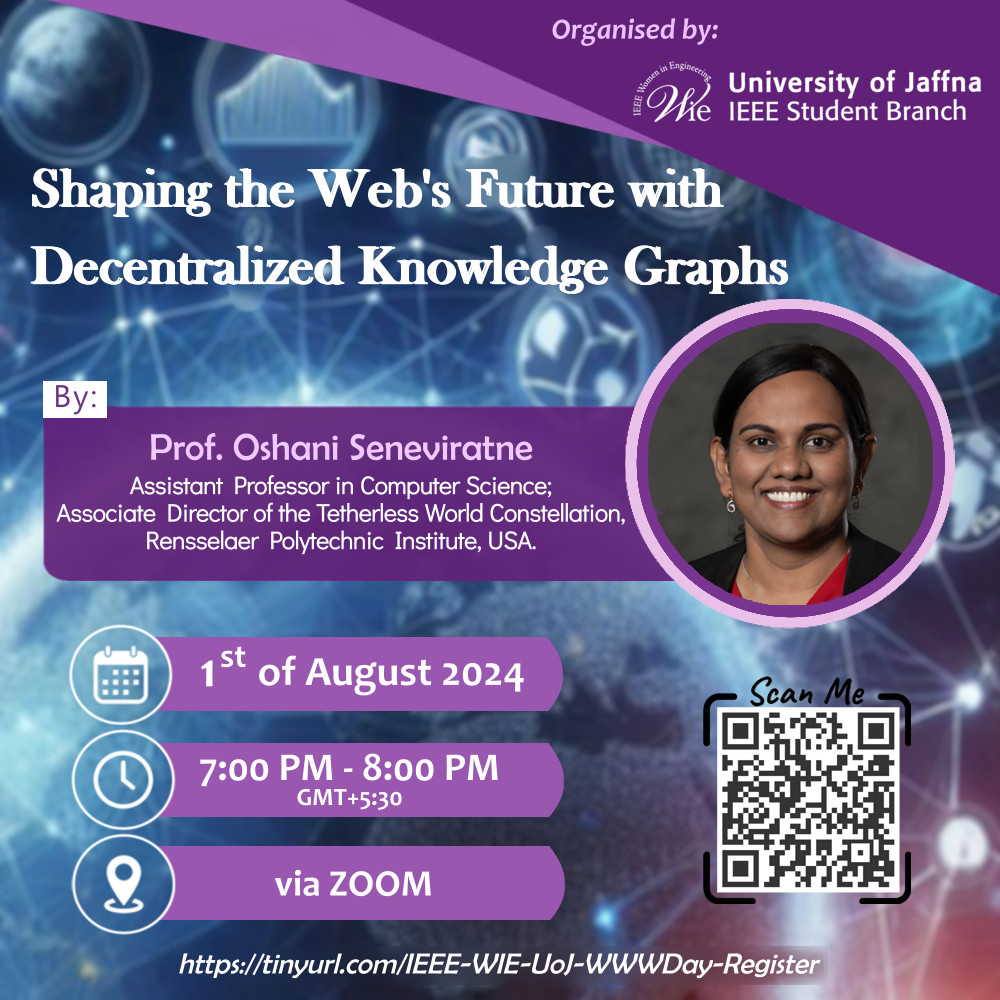 Organised by:
IEEE Women in Engineering
WIE
University of Jaffna
IEEE Student Branch
Shaping the Web's Future with
Decentralized Knowledge Graphs
By:
Prof. Oshani Seneviratne
Assistant Professor in Computer Science;
Associate Director of the Tetherless World Constellation,
Rensselaer Polytechnic Institute, USA.
1st of August 2024
7:00 PM - 8:00 PM
GMT+5:30
via ZOOM
Scan Me
https://tinyurl.com/IEEE-WIE-UoJ-WWWDay-Register